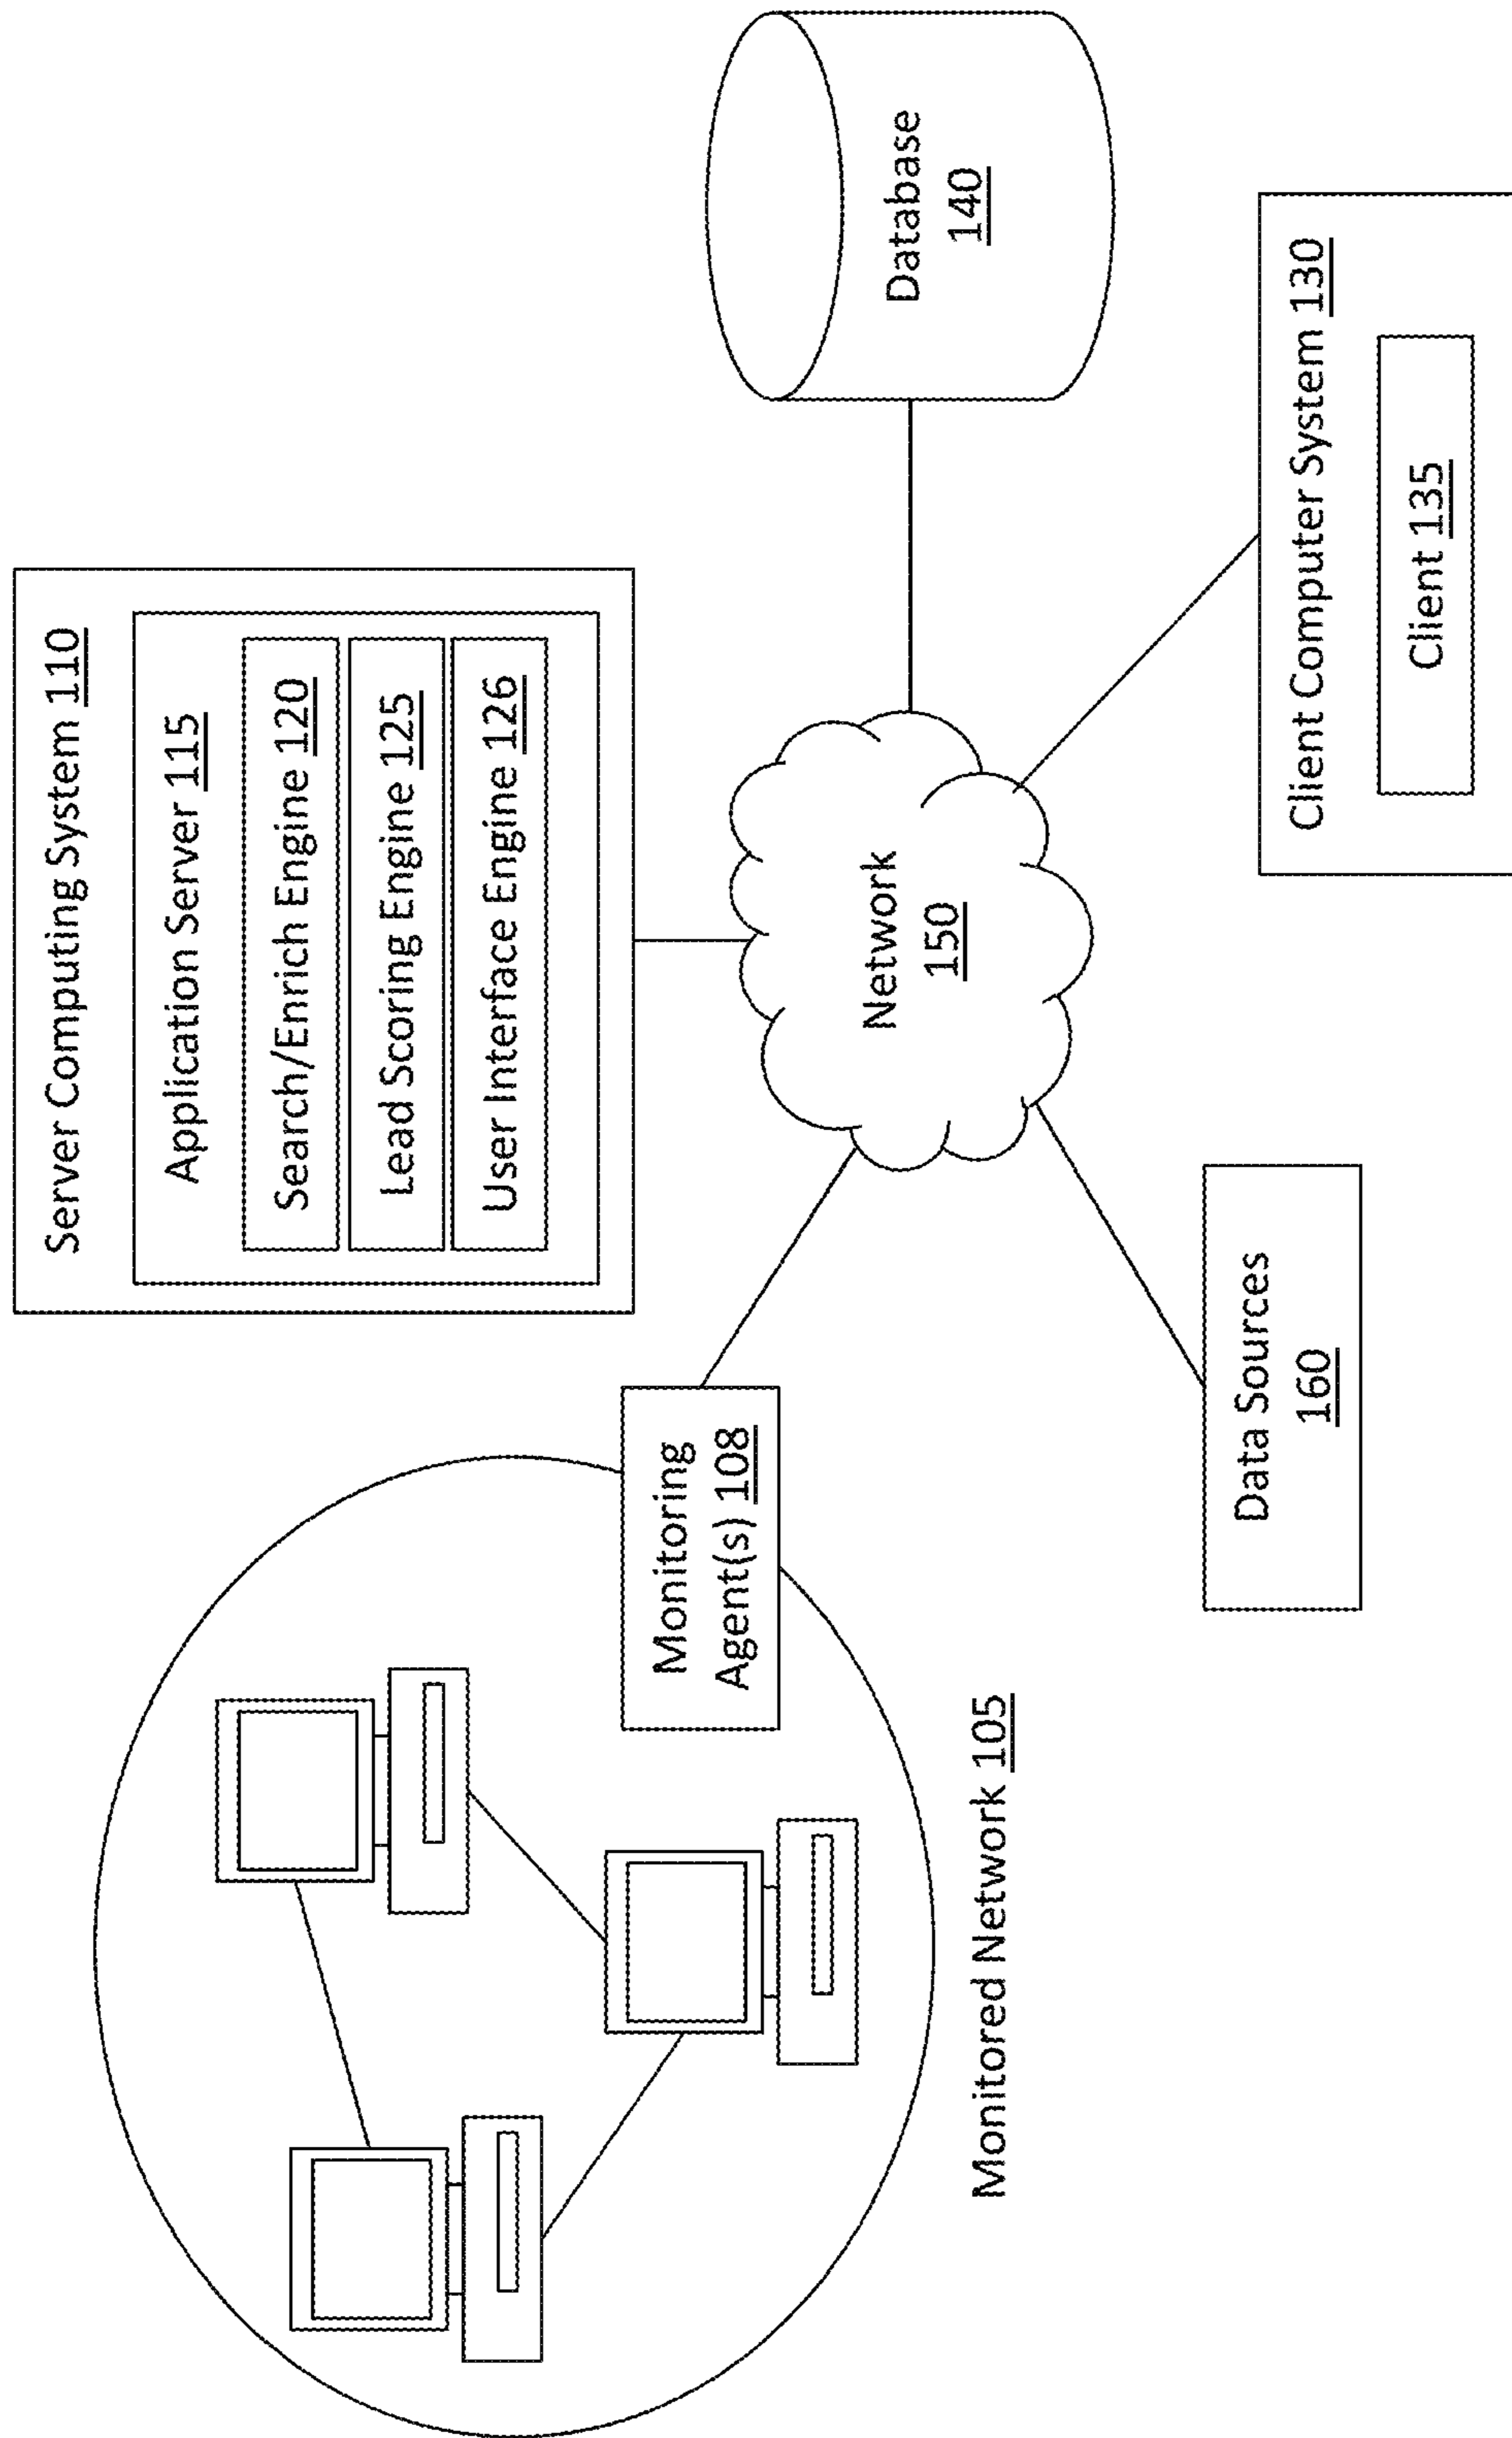 Server Computing System 110
Application Server 115
Search/Enrich Engine 120
Lead Scoring Engine 125
User Interface Engine 126
Monitoring
Agent(s) 108
Monitored Network 105
Network
150
Database
140
Data Sources
160
Client Computer System 130
Client 135